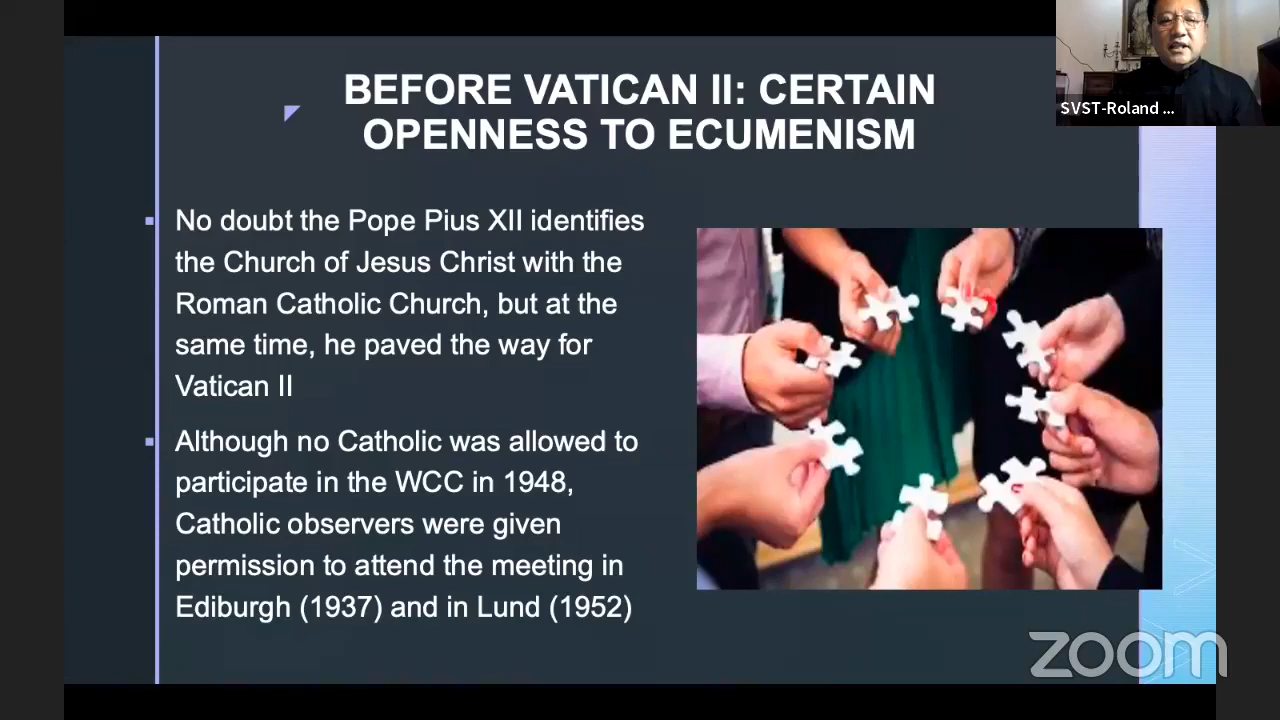 BEFORE VATICAN II: CERTAIN
OPENNESS TO ECUMENISM
SVST-Roland ...
No doubt the Pope Pius XII identifies
the Church of Jesus Christ with the
Roman Catholic Church, but at the
same time, he paved the way for
Vatican II
Although no Catholic was allowed to
participate in the WCC in 1948,
Catholic observers were given
permission to attend the meeting in
Ediburgh (1937) and in Lund (1952)
zoom